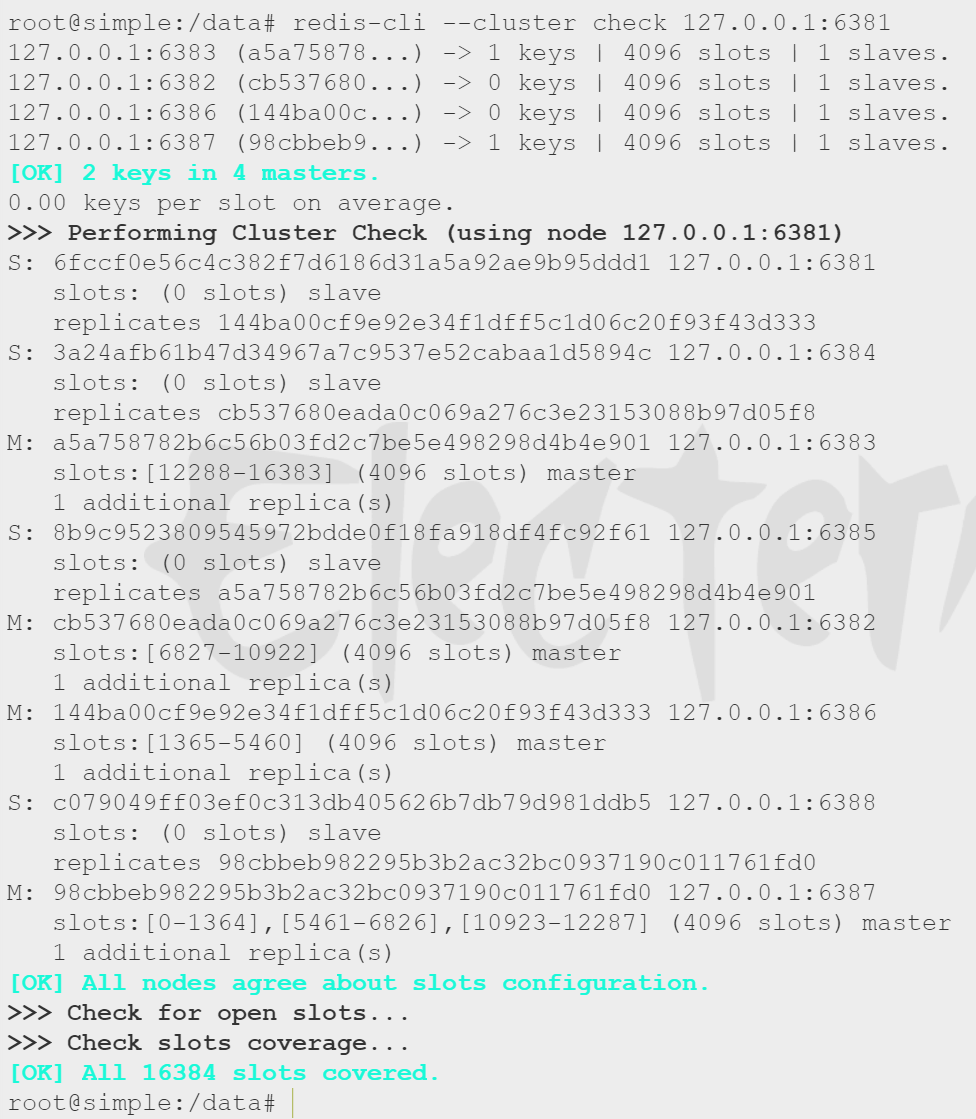 root@simple:/data# redis-cli --cluster check 127.0.0.1:6381
127.0.0.1:6383 (a5a75878...) -> 1 keys | 4096 slots | 1 slaves.
127.0.0.1:6382 (cb537680...) -> 0 keys | 4096 slots | 1 slaves.
127.0.0.1:6386 (144ba00c...) -> 0 keys | 4096 slots | 1 slaves.
127.0.0.1:6387 (98cbbeb9...) -> 1 keys | 4096 slots | 1 slaves.
[OK] 2 keys in 4 masters.
0.00 keys per slot on average.
>>> Performing Cluster Check (using node 127.0.0.1:6381)
S: 6fccf0e56c4c382f7d6186d31a5a92ae9b95ddd1 127.0.0.1:6381
   slots: (0 slots) slave
   replicates 144ba00cf9e92e34f1dff5c1d06c20f93f43d333
S: 3a24afb61b47d34967a7c9537e52cabaa1d5894c 127.0.0.1:6384
   slots: (0 slots) slave
   replicates cb537680eada0c069a276c3e23153088b97d05f8
M: a5a758782b6c56b03fd2c7be5e498298d4b4e901 127.0.0.1:6383
   slots:[12288-16383] (4096 slots) master
   1 additional replica(s)
S: 8b9c9523809545972bdde0f18fa918df4fc92f61 127.0.0.1:6385
   slots: (0 slots) slave
   replicates a5a758782b6c56b03fd2c7be5e498298d4b4e901
M: cb537680eada0c069a276c3e23153088b97d05f8 127.0.0.1:6382
   slots:[6827-10922] (4096 slots) master
   1 additional replica(s)
M: 144ba00cf9e92e34f1dff5c1d06c20f93f43d333 127.0.0.1:6386
   slots:[1365-5460] (4096 slots) master
   1 additional replica(s)
S: c079049ff03ef0c313db405626b7db79d981ddb5 127.0.0.1:6388
   slots: (0 slots) slave
   replicates 98cbbeb982295b3b2ac32bc0937190c011761fd0
M: 98cbbeb982295b3b2ac32bc0937190c011761fd0 127.0.0.1:6387
   slots:[0-1364],[5461-6826],[10923-12287] (4096 slots) master
   1 additional replica(s)
[OK] All nodes agree about slots configuration.
>>> Check for open slots...
>>> Check slots coverage...
[OK] All 16384 slots covered.
root@simple:/data#
Electer